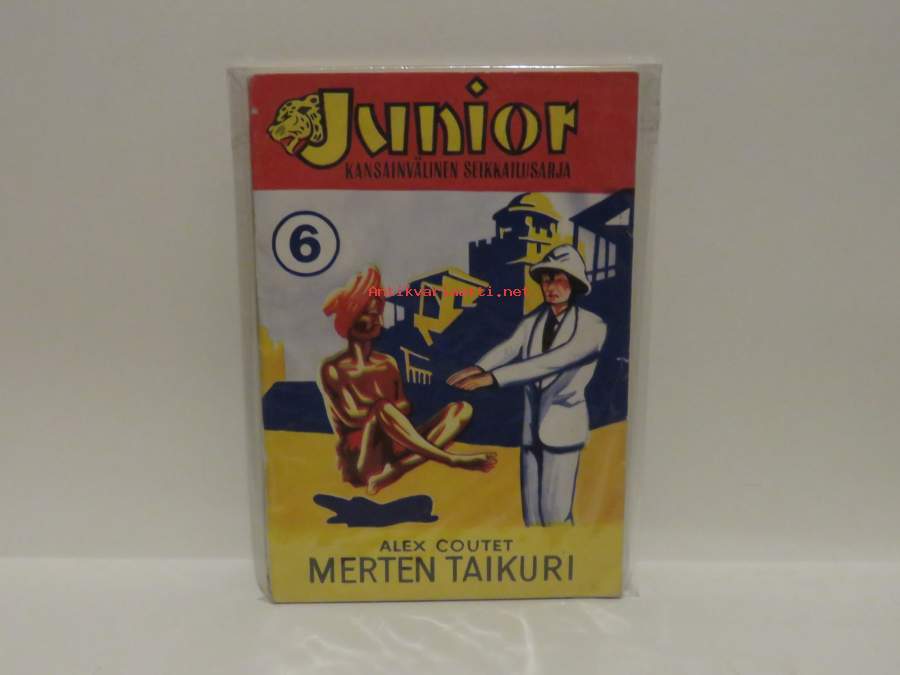 Junior
KANSAINVÄLINEN SEIKKAILUSARJA
6
Antikvariaatti.net
ALEX COUTET
MERTEN TAIKURI